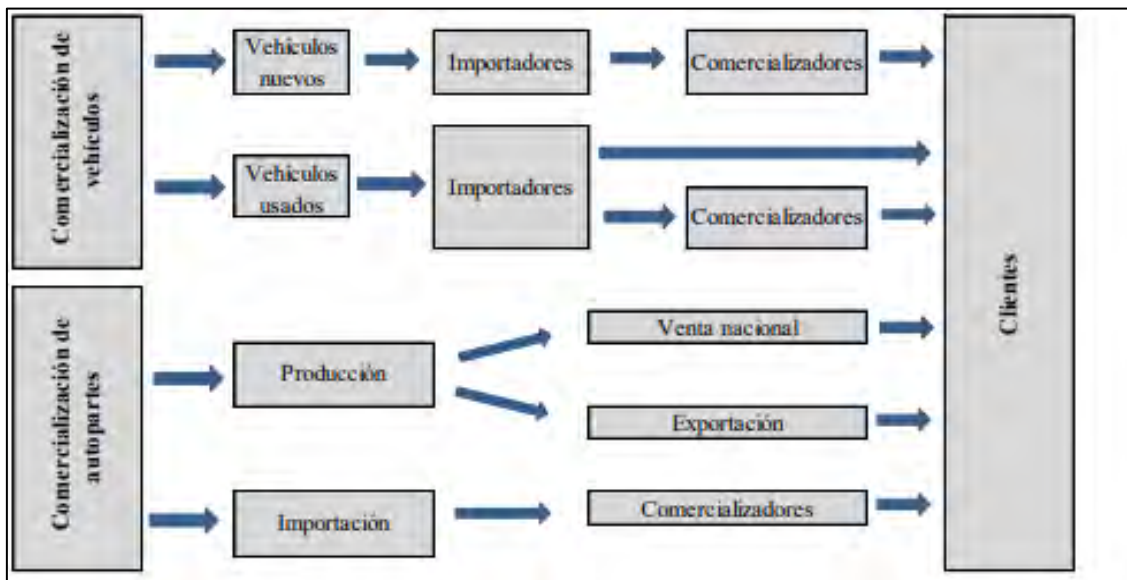 Comercialización de
vehículos
Vehículos
nuevos
Importadores
Comercializadores
Vehículos
usados
Importadores
Comercializadores
Comercialización de
autopartes
Producción
Venta nacional
Exportación
Importación
Comercializadores
Clientes